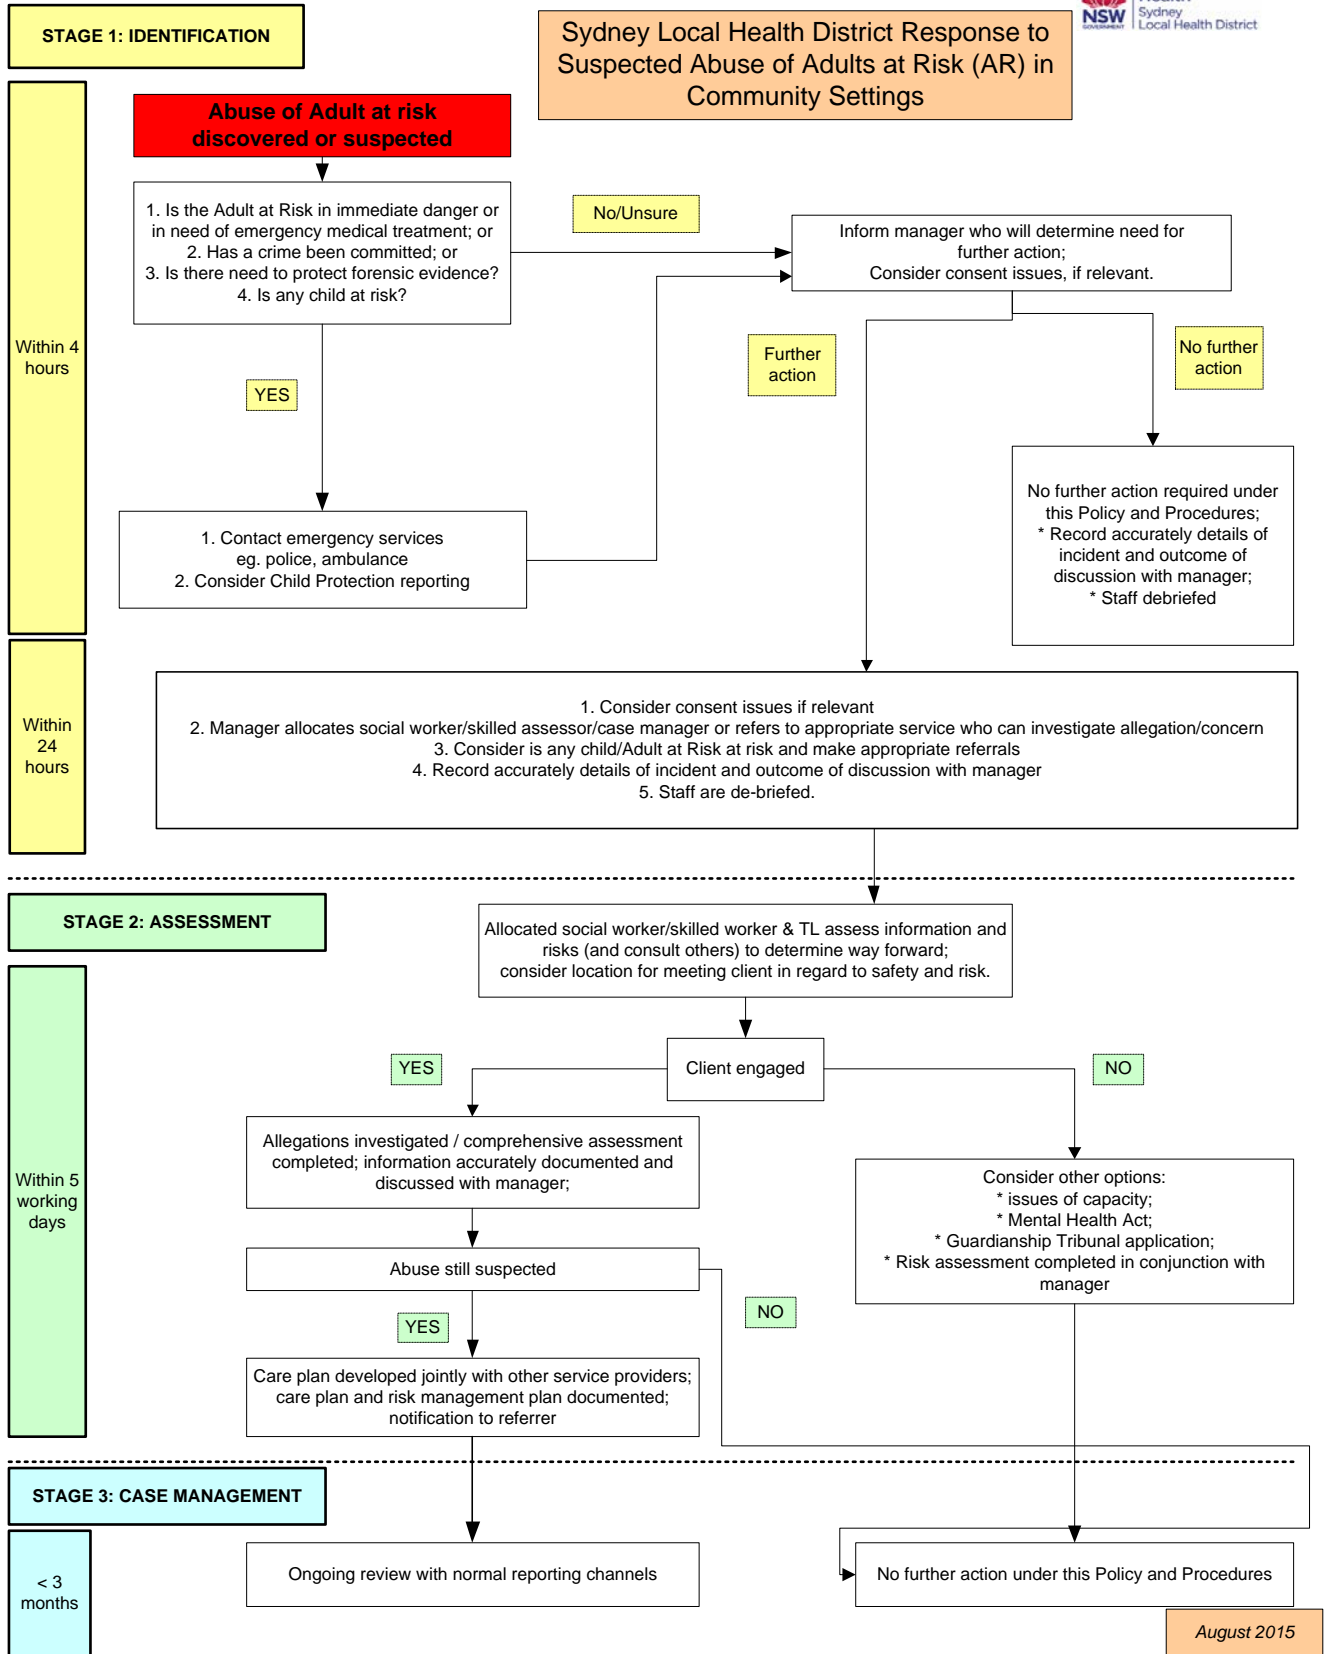 STAGE 1: IDENTIFICATION
Sydney Local Health District Response to
Suspected Abuse of Adults at Risk (AR) in
Community Settings
Health
NSW
GOVERNMENT
Sydney
Local Health District
Abuse of Adult at risk
discovered or suspected
1. Is the Adult at Risk in immediate danger or
in need of emergency medical treatment; or
2. Has a crime been committed; or
3. Is there need to protect forensic evidence?
4. Is any child at risk?
No/Unsure
Inform manager who will determine need for
further action;
Consider consent issues, if relevant.
Within 4
hours
YES
Further
action
No further
action
No further action required under
this Policy and Procedures;
* Record accurately details of
incident and outcome of
discussion with manager;
* Staff debriefed
1. Contact emergency services
eg. police, ambulance
2. Consider Child Protection reporting
Within
24
hours
1. Consider consent issues if relevant
2. Manager allocates social worker/skilled assessor/case manager or refers to appropriate service who can investigate allegation/concern
3. Consider is any child/Adult at Risk at risk and make appropriate referrals
4. Record accurately details of incident and outcome of discussion with manager
5. Staff are de-briefed.
STAGE 2: ASSESSMENT
Allocated social worker/skilled worker & TL assess information and
risks (and consult others) to determine way forward;
consider location for meeting client in regard to safety and risk.
Client engaged
YES
NO
Within 5
working
days
Allegations investigated / comprehensive assessment
completed; information accurately documented and
discussed with manager;
Consider other options:
* issues of capacity;
* Mental Health Act;
* Guardianship Tribunal application;
* Risk assessment completed in conjunction with
manager
Abuse still suspected
YES
NO
Care plan developed jointly with other service providers;
care plan and risk management plan documented;
notification to referrer
STAGE 3: CASE MANAGEMENT
< 3
months
Ongoing review with normal reporting channels
No further action under this Policy and Procedures
August 2015